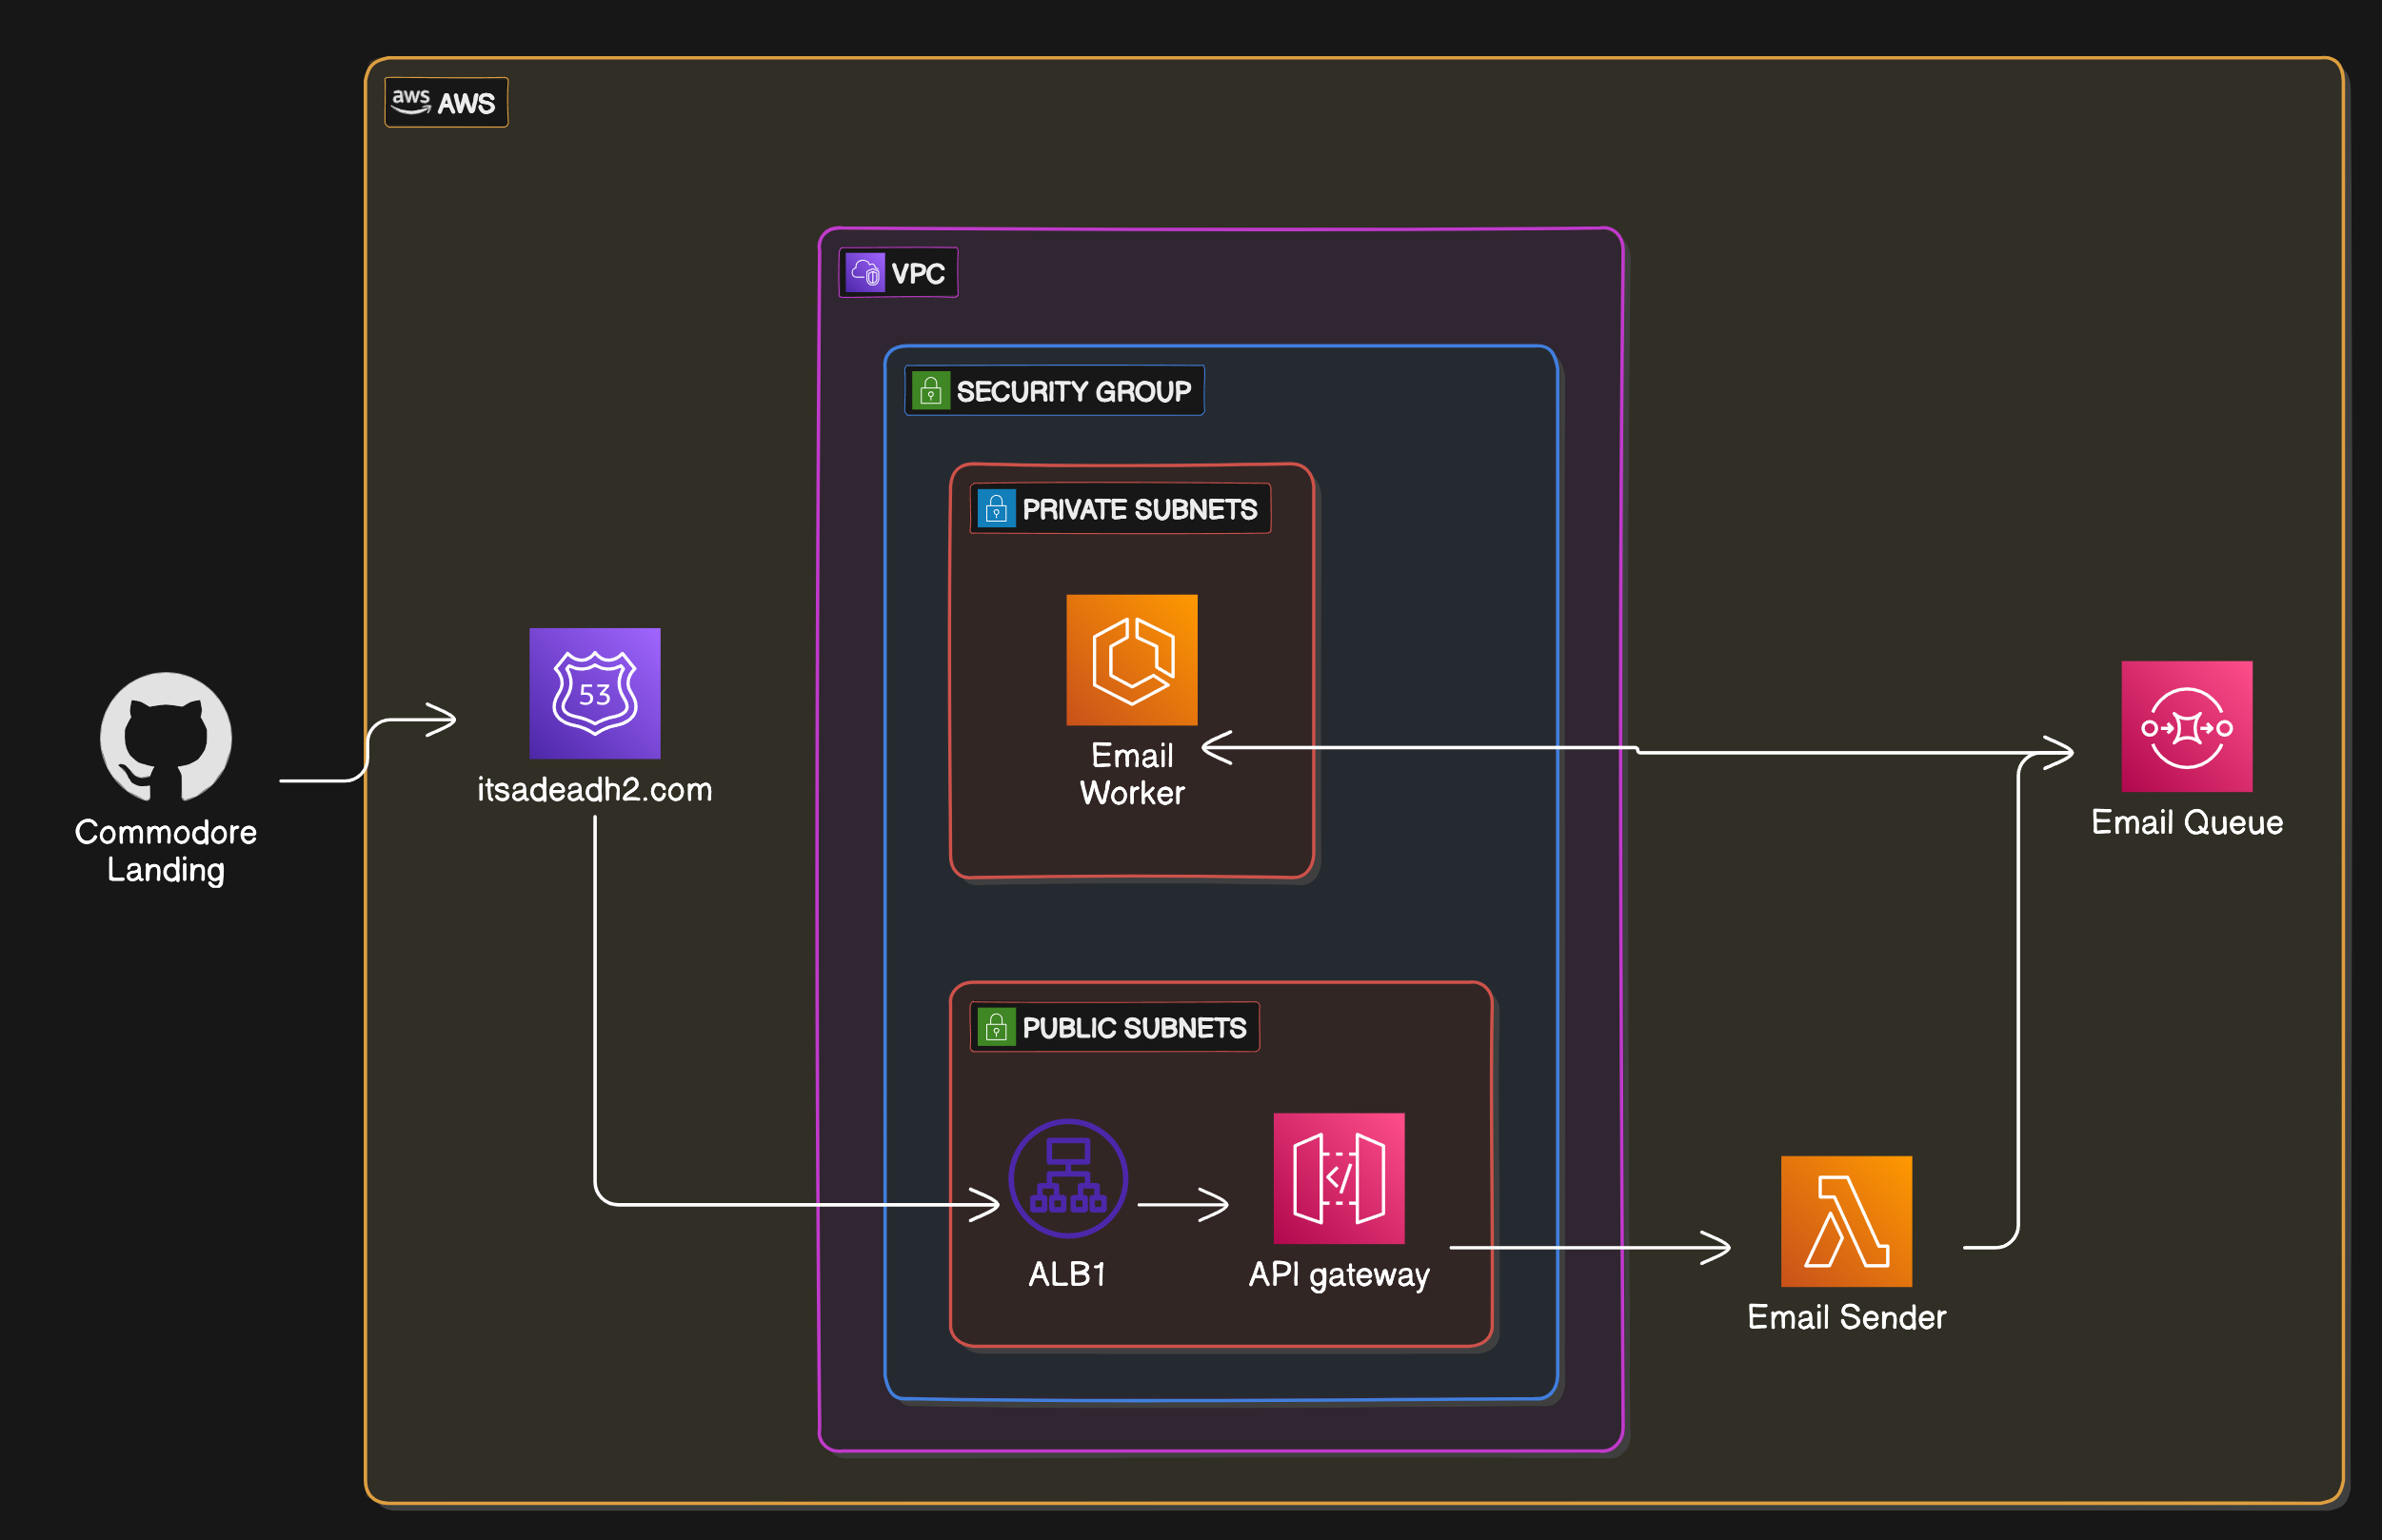 aws AWS
VPC
SECURITY GROUP
PRIVATE SUBNETS
Email
Worker
53
itsadeadh2.com
Commodore
Landing
Email Queue
PUBLIC SUBNETS
ALB1
</>
API gateway
Email Sender